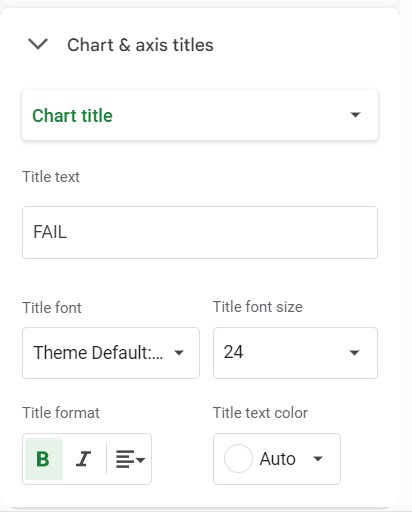 Chart & axis titles
Chart title
Title text
FAIL
Title font
Title font size
Theme Default:...
24
Title format
Title text color
B I
Auto